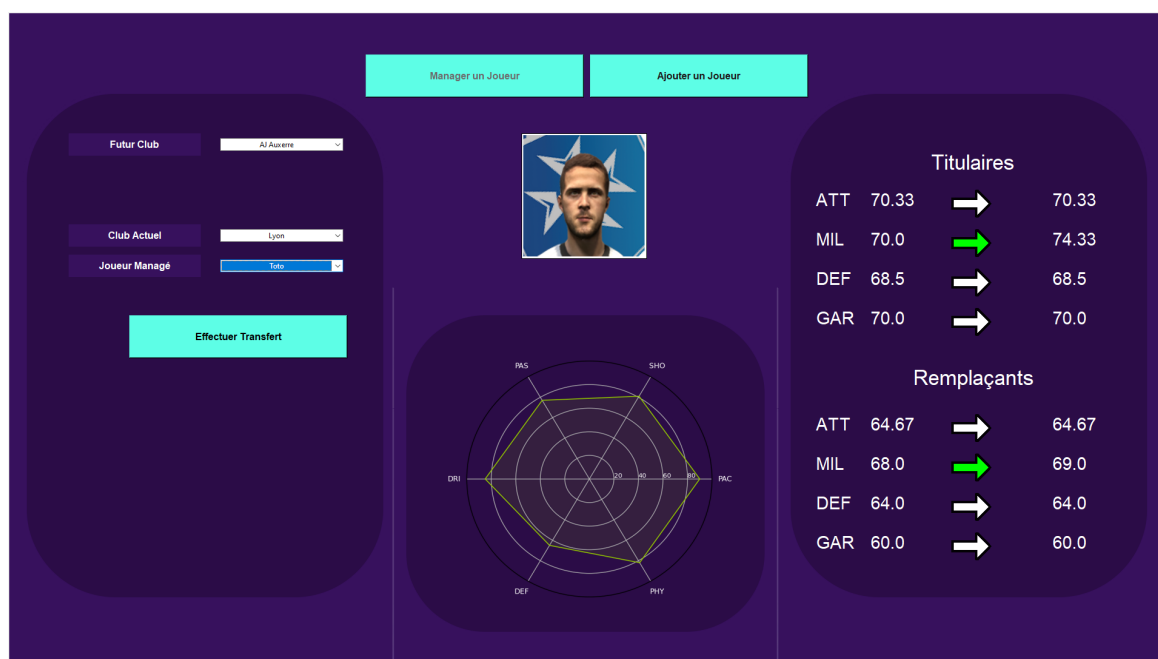 Manager un Joueur
Ajouter un Joueur
Futur Club AJ Auxerre
Club Actuel Lyon
Joueur Managé Toto
Effectuer Transfert
PAS
SHO
DRI
20 40 60 80
PAC
DEF
PHY
Titulaires
ATT 70.33 70.33
MIL 70.0 74.33
DEF 68.5 68.5
GAR 70.0 70.0
Remplaçants
ATT 64.67 64.67
MIL 68.0 69.0
DEF 64.0 64.0
GAR 60.0 60.0